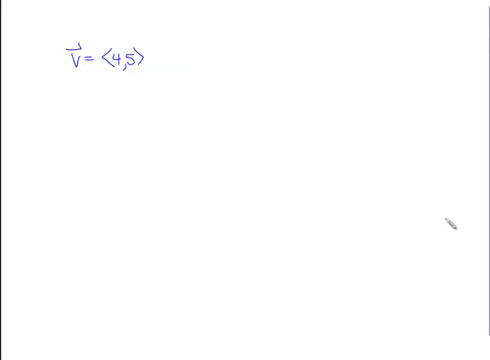 v⃗ = ⟨4,5⟩